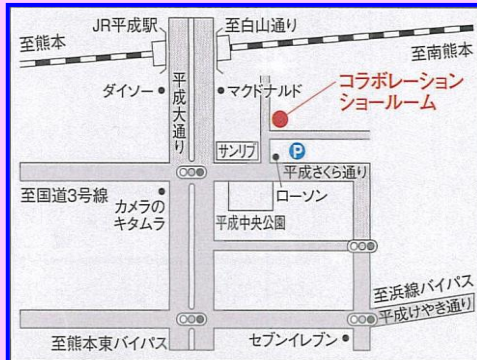 JR平成駅
至白山通り
至熊本
至南熊本
ダイソー
平成大通り
マクドナルド
コラボレーション
ショールーム
サンリブ
P
平成さくら通り
至国道3号線
ローソン
カメラの
キタムラ
平成中央公園
至浜線バイパス
平成けやき通り
至熊本東バイパス
セブンイレブン